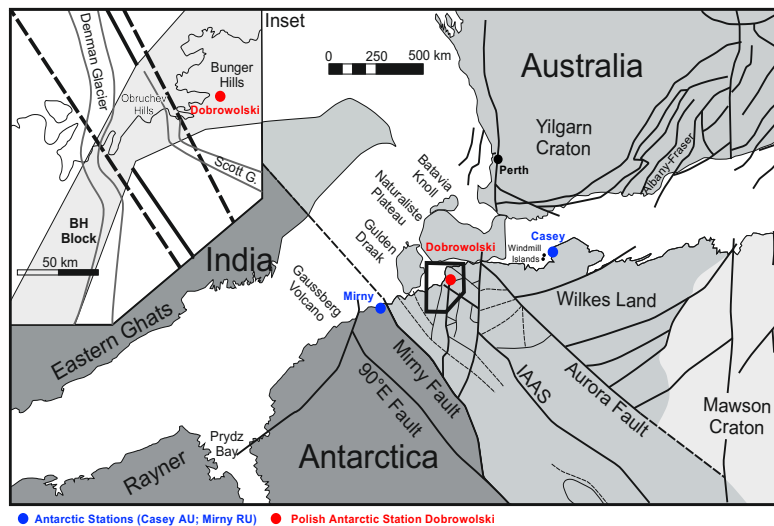 Inset
Denman Glacier
Bunger
Hills
Obruchev
Hills
Dobrowolski
Scott G.
BH
Block
50 km
0 250 500 km
Australia
Yilgarn
Craton
Albany-Fraser
Perth
Batavia
Knoll
Naturaliste
Plateau
Gulden
Draak
Dobrowolski
Casey
Windmill
Islands
India
Eastern Ghats
Gaussberg
Volcano
Mirny
Wilkes Land
Mirny Fault
90°E Fault
IAAS
Aurora Fault
Mawson
Craton
Prydz
Bay
Rayner
Antarctica
Antarctic Stations (Casey AU; Mirny RU) Polish Antarctic Station Dobrowolski